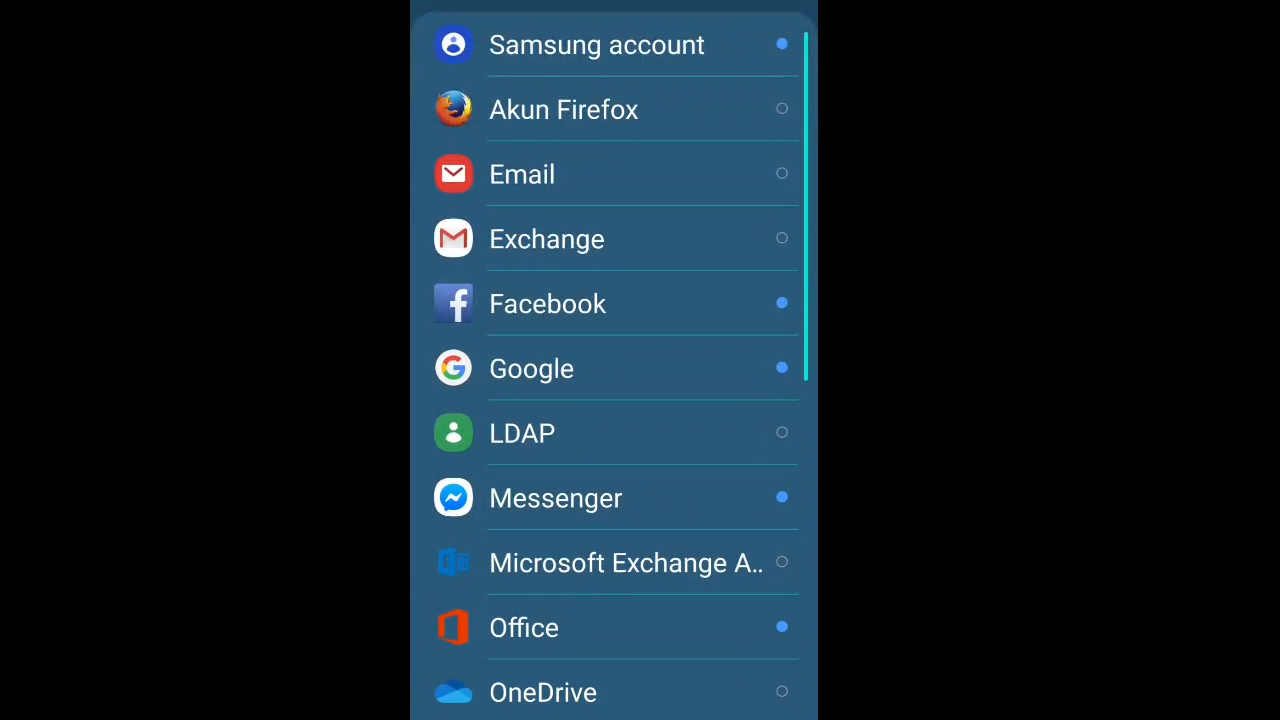 Samsung account
Akun Firefox
Email
Exchange
Facebook
Google
LDAP
Messenger
Microsoft Exchange A..
Office
OneDrive